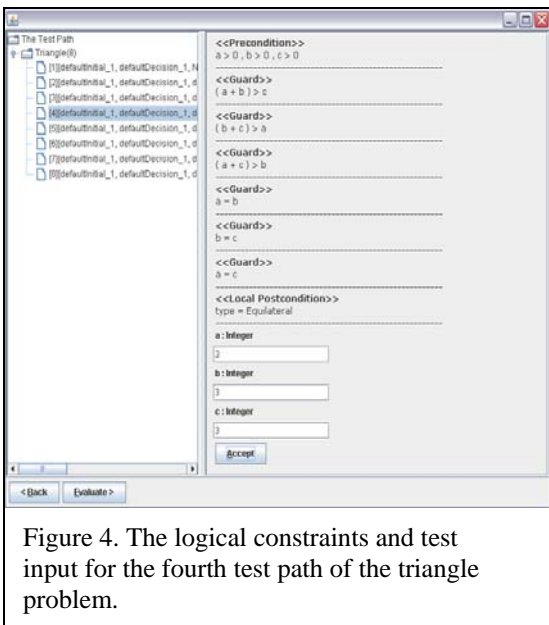 The Test Path
Triangle(8)
[1][defaultInitial_1, defaultDecision_1, N
[2][defaultInitial_1, defaultDecision_1, d
[3][defaultInitial_1, defaultDecision_1, d
[4][defaultInitial_1, defaultDecision_1, d
[5][defaultInitial_1, defaultDecision_1, d
[6][defaultInitial_1, defaultDecision_1, d
[7][defaultInitial_1, defaultDecision_1, d
[8][defaultInitial_1, defaultDecision_1, d
<<Precondition>>
a > 0 , b > 0 , c > 0
<<Guard>>
( a + b ) > c
<<Guard>>
( b + c ) > a
<<Guard>>
( a + c ) > b
<<Guard>>
a = b
<<Guard>>
b = c
<<Guard>>
a = c
<<Local Postcondition>>
type = Equilateral
a : Integer
3
b : Integer
3
c : Integer
3
Accept
< Back Evaluate >
Figure 4. The logical constraints and test
input for the fourth test path of the triangle
problem.